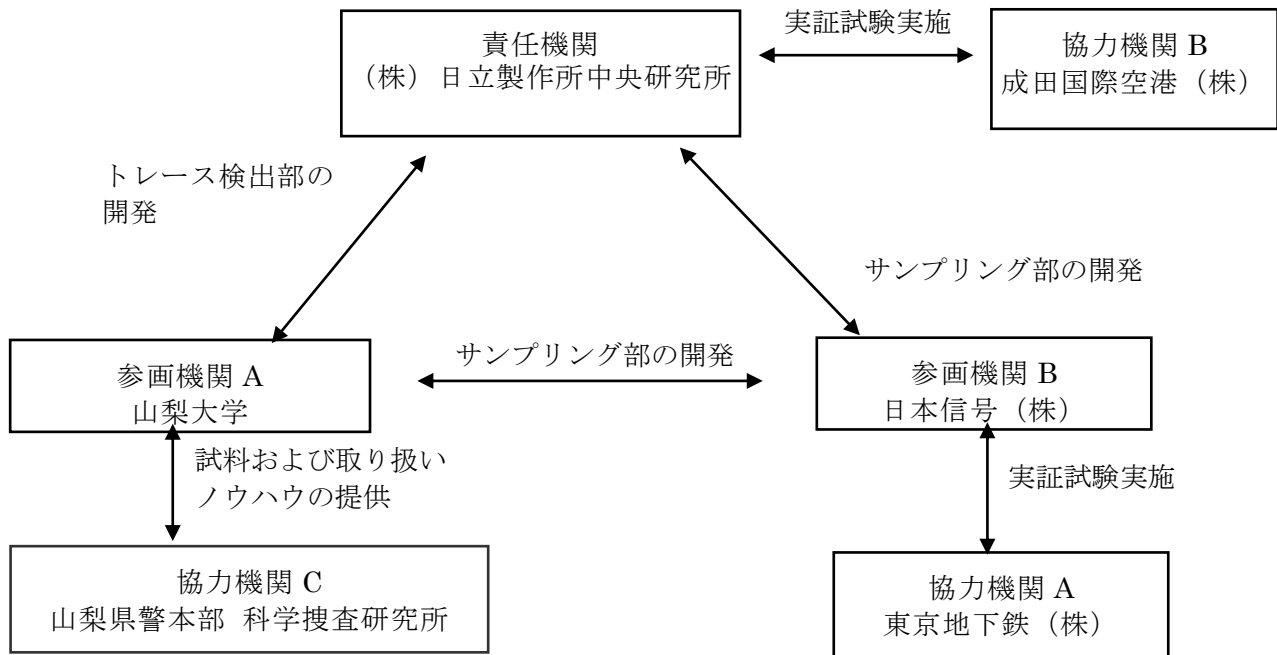 責任機関
（株）日立製作所中央研究所
実証試験実施
協力機関 B
成田国際空港（株）
トレース検出部の
開発
サンプリング部の開発
参画機関 A
山梨大学
サンプリング部の開発
参画機関 B
日本信号（株）
試料および取り扱い
ノウハウの提供
実証試験実施
協力機関 C
山梨県警本部 科学捜査研究所
協力機関 A
東京地下鉄（株）